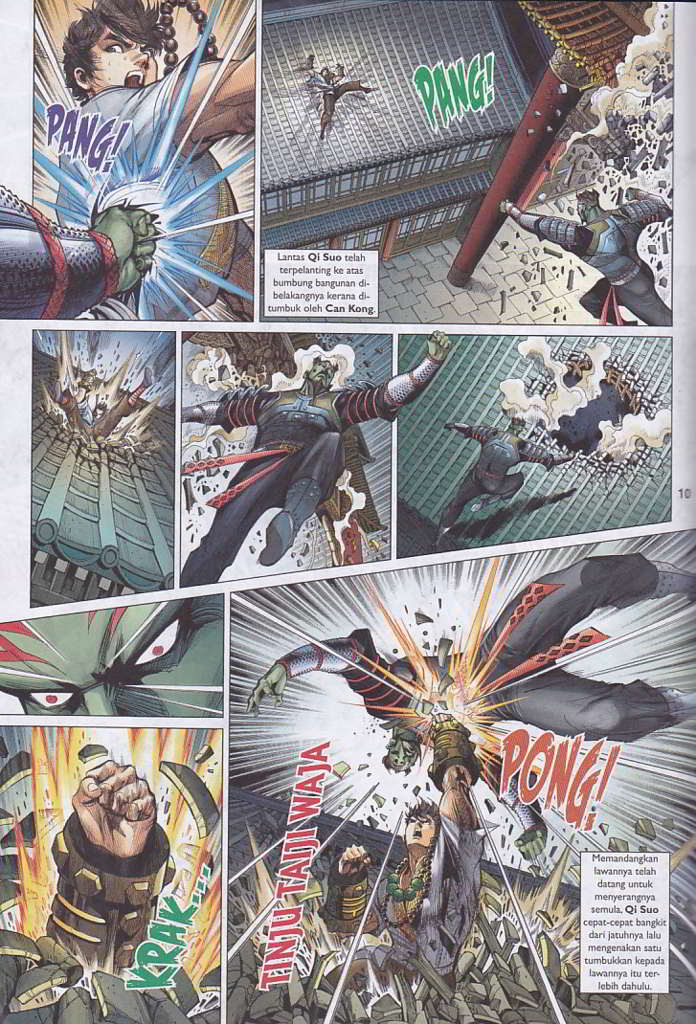 PANG!
PANG!
Lantas Qi Suo telah
terpelanting ke atas
bumbung bangunan di-
belakangnya kerana di-
tumbuk oleh Can Kong.
10
KRAK...
TINJU TAIJI WAJA
PONG!
Memandangkan
lawannya telah
datang untuk
menyerangnya
semula, Qi Suo
cepat-cepat bangkit
dari jatuhnya lalu
mengenakan satu
tumbukkan kepada
lawannya itu ter-
lebih dahulu.